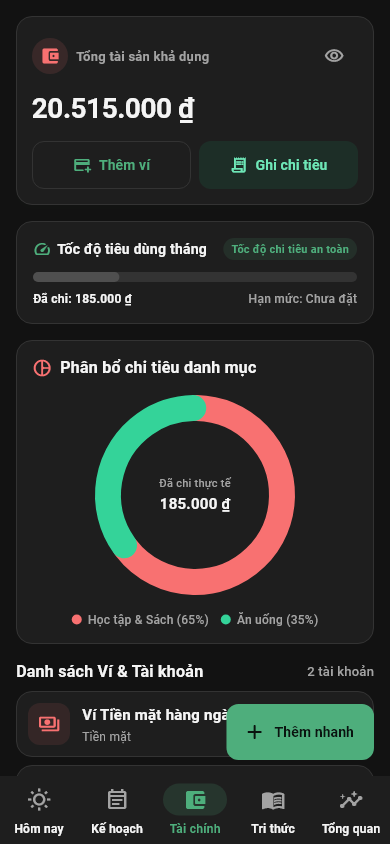 Tổng tài sản khả dụng
20.515.000 ₫
Thêm ví
Ghi chi tiêu
Tốc độ tiêu dùng tháng
Tốc độ chi tiêu an toàn
Đã chi: 185.000 ₫
Hạn mức: Chưa đặt
Phân bổ chi tiêu danh mục
Đã chi thực tế
185.000 ₫
Học tập & Sách (65%)
Ăn uống (35%)
Danh sách Ví & Tài khoản
2 tài khoản
Ví Tiền mặt hàng
Tiền mặt
Thêm nhanh
Hôm nay
Kế hoạch
Tài chính
Tri thức
Tổng quan